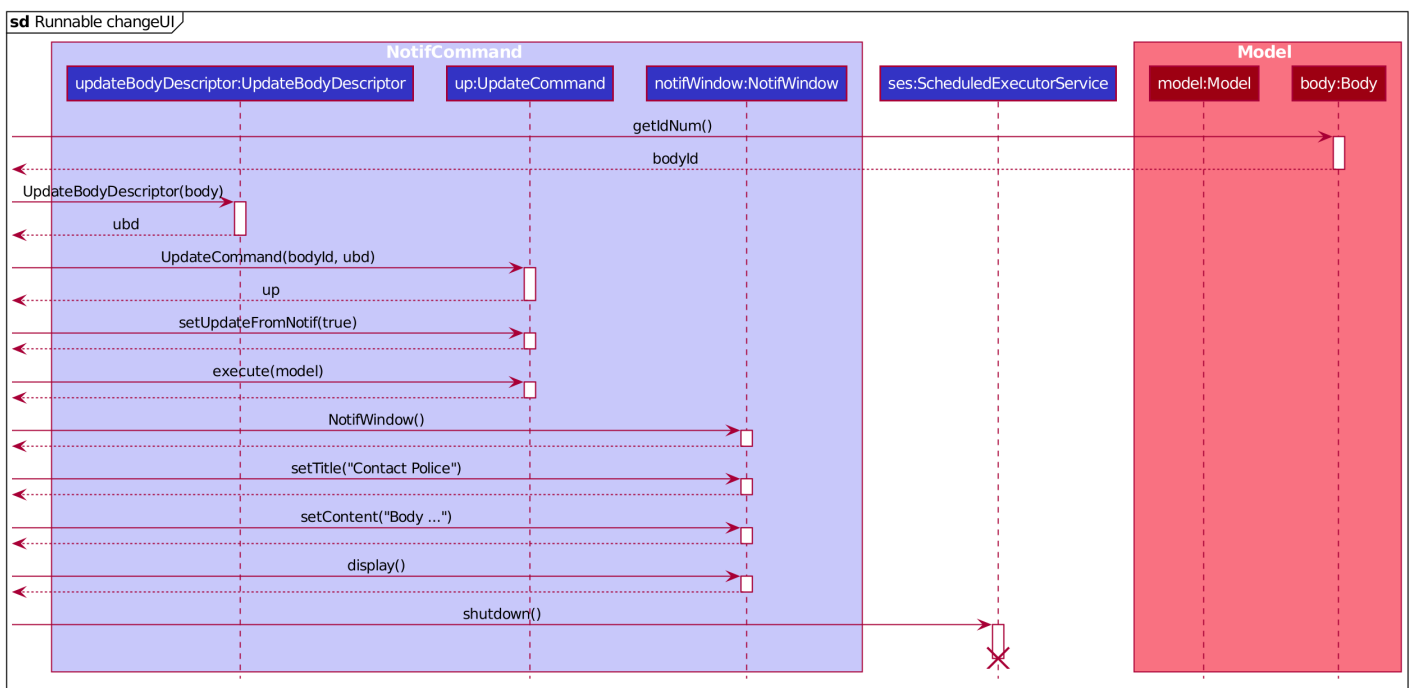 sd Runnable changeUI
NotifCommand
Model
updateBodyDescriptor:UpdateBodyDescriptor
up:UpdateCommand
notifWindow:NotifWindow
ses:ScheduledExecutorService
model:Model
body:Body
getIdNum()
bodyId
UpdateBodyDescriptor(body)
ubd
UpdateCommand(bodyId, ubd)
up
setUpdateFromNotif(true)
execute(model)
NotifWindow()
setTitle("Contact Police")
setContent("Body ...")
display()
shutdown()